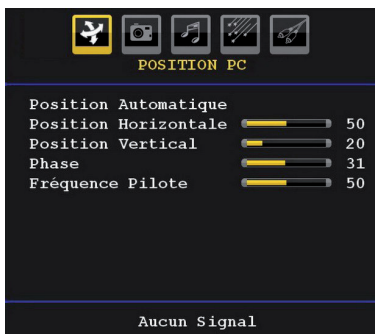 POSITION PC
Position Automatique
Position Horizontale 50
Position Vertical 20
Phase 31
Fréquence Pilote 50
Aucun Signal